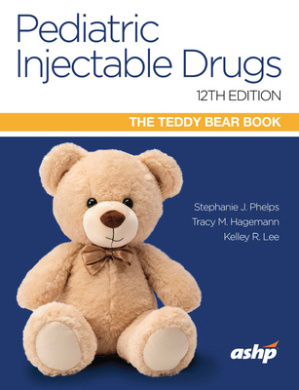 Pediatric
Injectable Drugs
12TH EDITION
THE TEDDY BEAR BOOK
Stephanie J. Phelps
Tracy M. Hagemann
Kelley R. Lee
ashp